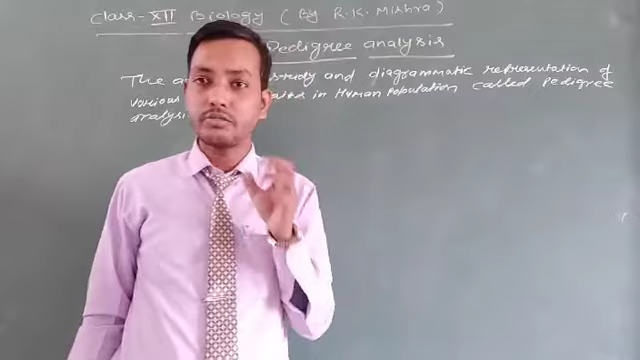 Class-XII Biology (By R.K. Mishra)
Pedigree analysis
The study and diagrammatic representation of
various in Human Population called Pedigree
analysis